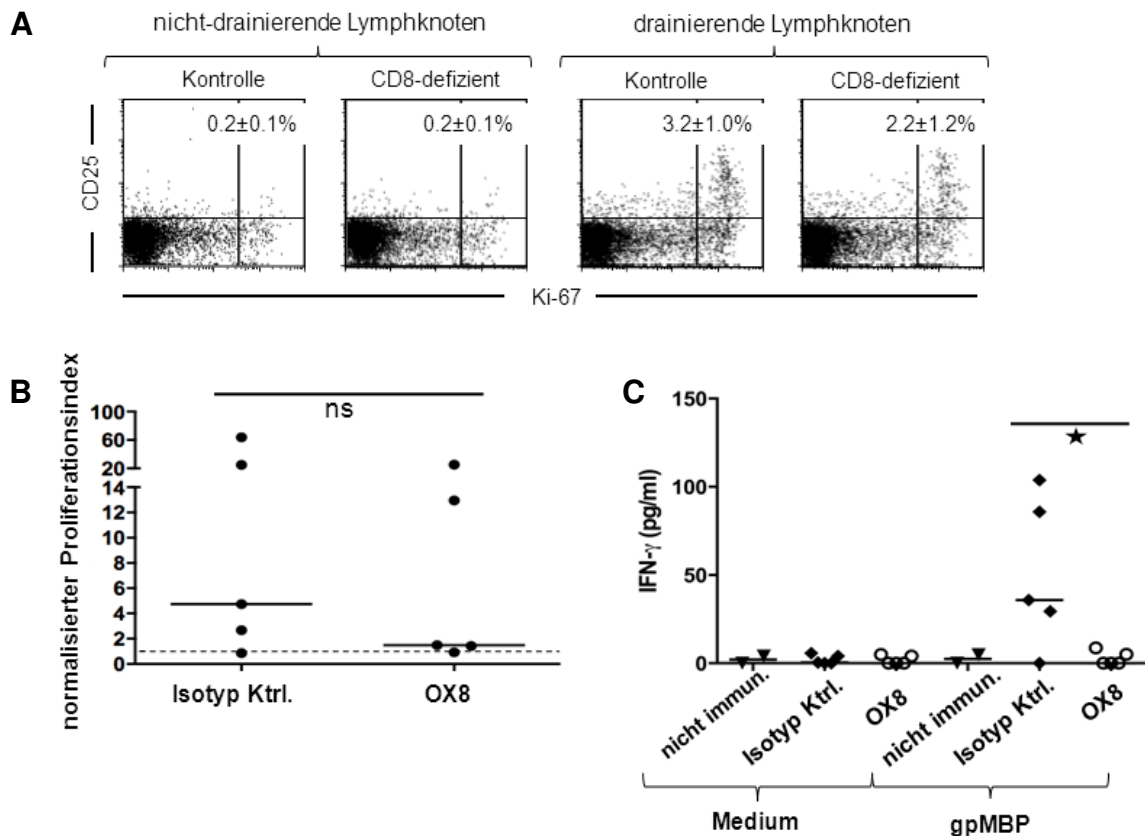 A
nicht-drainierende Lymphknoten
drainierende Lymphknoten
Kontrolle
CD8-defizient
Kontrolle
CD8-defizient
0.2±0.1%
0.2±0.1%
3.2±1.0%
2.2±1.2%
CD25
Ki-67
B
normalisierter Proliferationsindex
100
60
20
14
12
10
8
6
4
2
0
ns
Isotyp Ktrl.
OX8
C
IFN-γ (pg/ml)
150
100
50
0
★
nicht immun.
Isotyp Ktrl.
OX8
nicht immun.
Isotyp Ktrl.
OX8
Medium
gpMBP